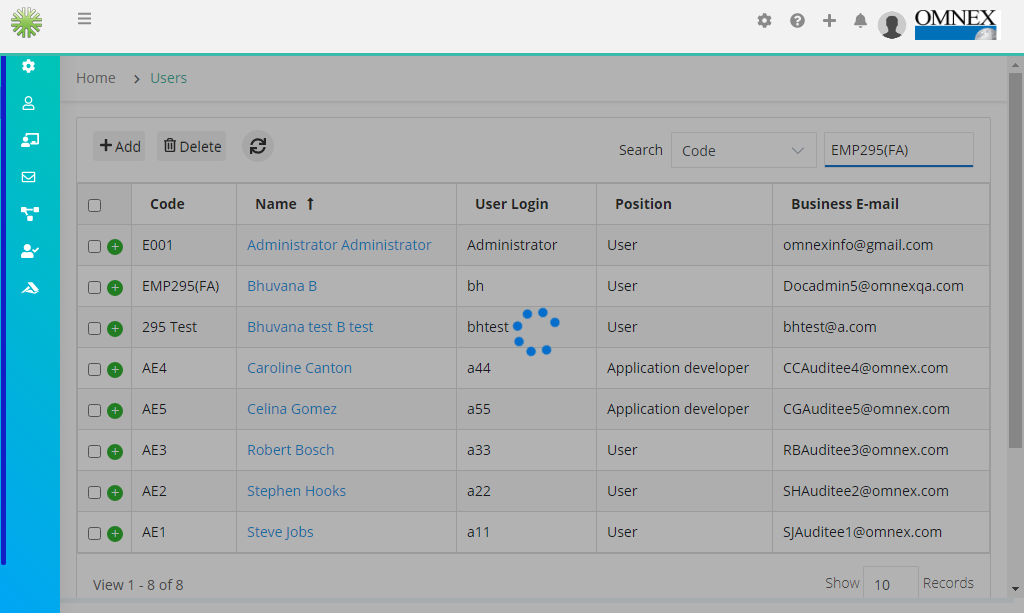 OMNEX
Home > Users
Add Delete Search Code EMP295(FA)
Code Name ↑ User Login Position Business E-mail
E001 Administrator Administrator Administrator User omnexinfo@gmail.com
EMP295(FA) Bhuvana B bh User Docadmin5@omnexqa.com
295 Test Bhuvana test B test bhtest User bhtest@a.com
AE4 Caroline Canton a44 Application developer CCAuditee4@omnex.com
AE5 Celina Gomez a55 Application developer CGAuditee5@omnex.com
AE3 Robert Bosch a33 User RBAuditee3@omnex.com
AE2 Stephen Hooks a22 User SHAuditee2@omnex.com
AE1 Steve Jobs a11 User SJAuditee1@omnex.com
View 1 - 8 of 8 Show 10 Records